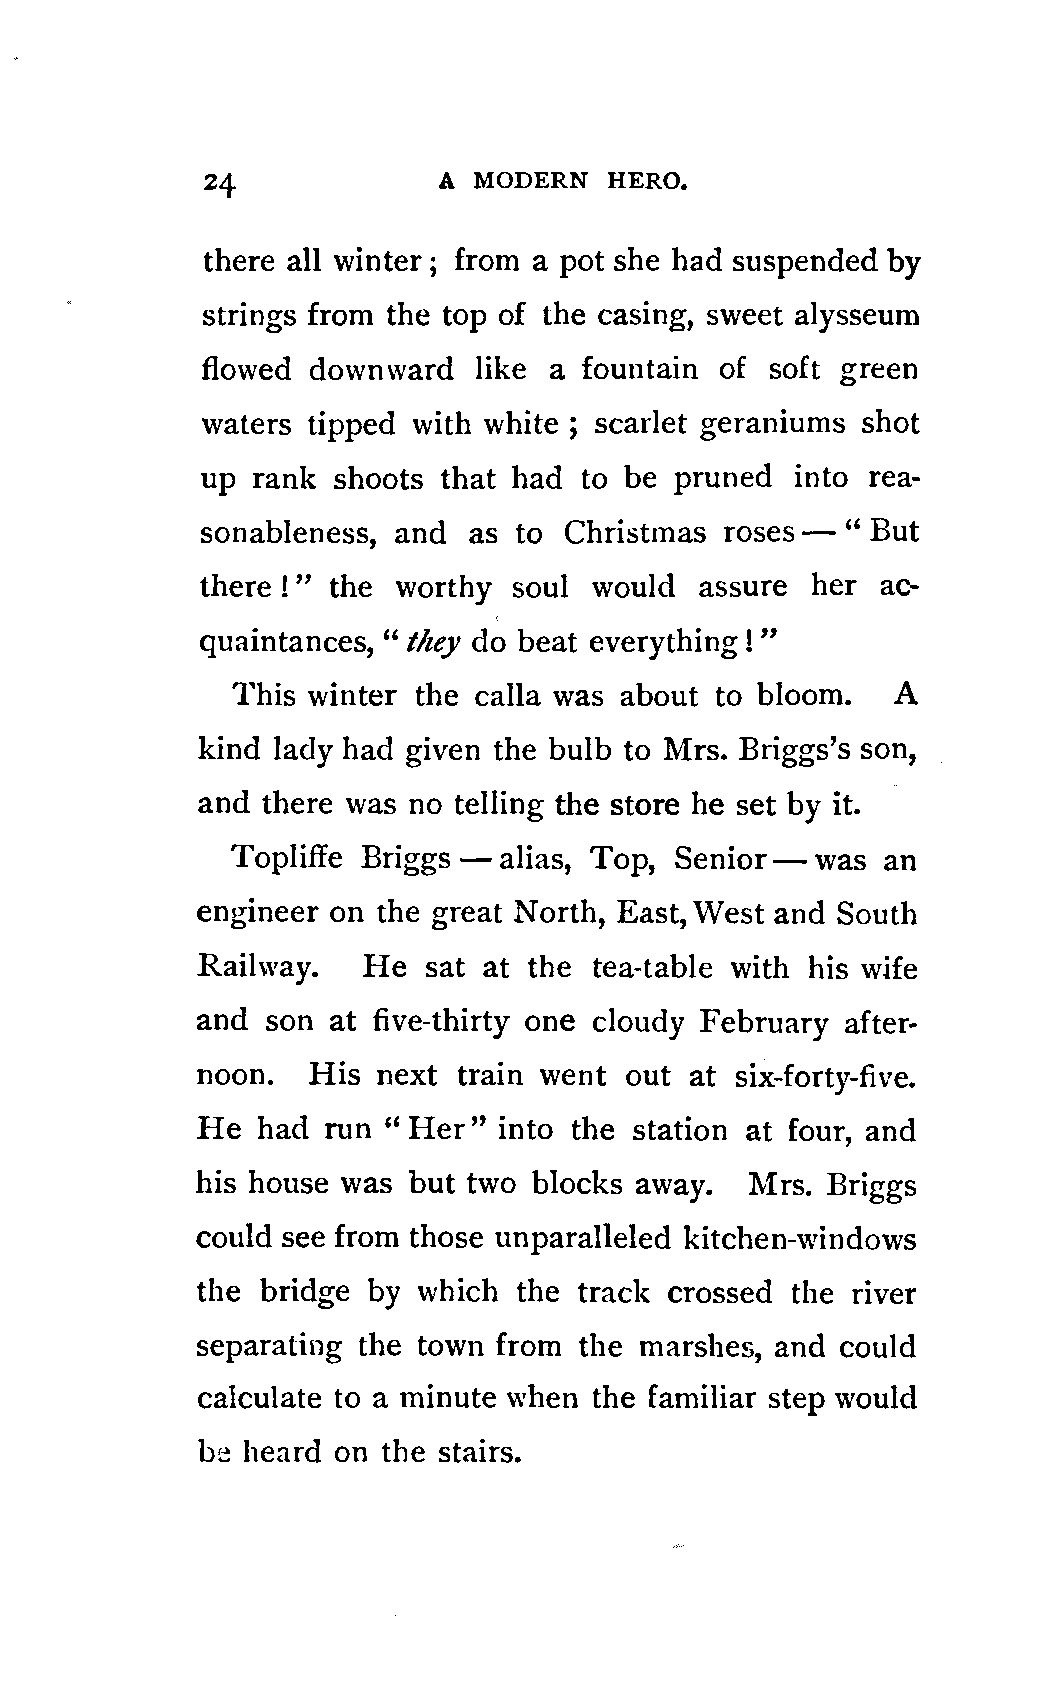 24 A MODERN HERO.
there all winter; from a pot she had suspended by
strings from the top of the casing, sweet alysseum
flowed downward like a fountain of soft green
waters tipped with white; scarlet geraniums shot
up rank shoots that had to be pruned into rea-
sonableness, and as to Christmas roses — "But
there!" the worthy soul would assure her ac-
quaintances, "they do beat everything!"
This winter the calla was about to bloom. A
kind lady had given the bulb to Mrs. Briggs's son,
and there was no telling the store he set by it.
Topliffe Briggs — alias, Top, Senior — was an
engineer on the great North, East, West and South
Railway. He sat at the tea-table with his wife
and son at five-thirty one cloudy February after-
noon. His next train went out at six-forty-five.
He had run "Her" into the station at four, and
his house was but two blocks away. Mrs. Briggs
could see from those unparalleled kitchen-windows
the bridge by which the track crossed the river
separating the town from the marshes, and could
calculate to a minute when the familiar step would
be heard on the stairs.